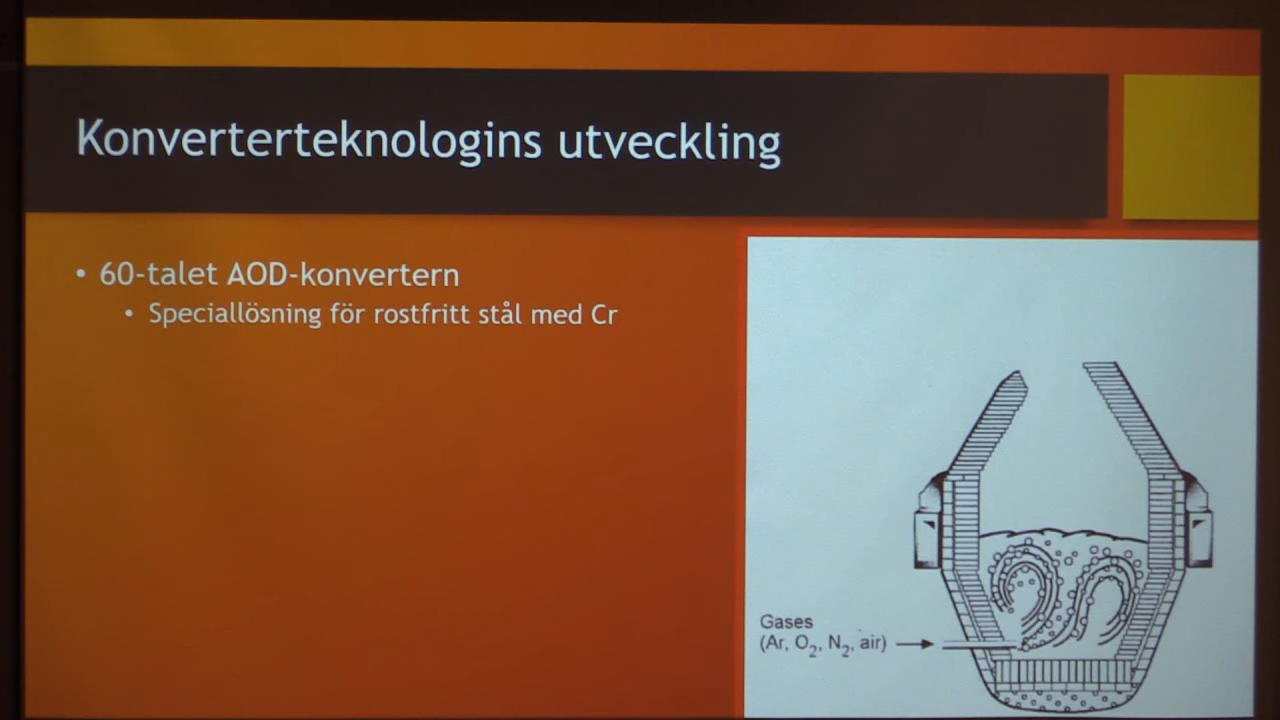 Konverterteknologins utveckling
• 60-talet AOD-konvertern
• Speciallösning för rostfritt stål med Cr
Gases
(Ar, O₂, N₂, air)